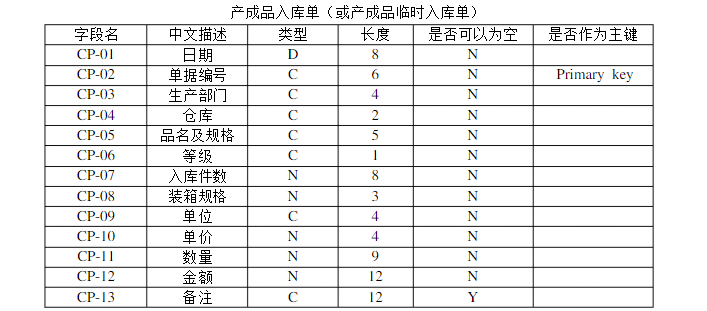 产成品入库单（或产成品临时入库单）
字段名 中文描述 类型 长度 是否可以为空 是否作为主键
CP-01 日期 D 8 N
CP-02 单据编号 C 6 N Primary key
CP-03 生产部门 C 4 N
CP-04 仓库 C 2 N
CP-05 品名及规格 C 5 N
CP-06 等级 C 1 N
CP-07 入库件数 N 8 N
CP-08 装箱规格 N 3 N
CP-09 单位 C 4 N
CP-10 单价 N 4 N
CP-11 数量 N 9 N
CP-12 金额 N 12 N
CP-13 备注 C 12 Y